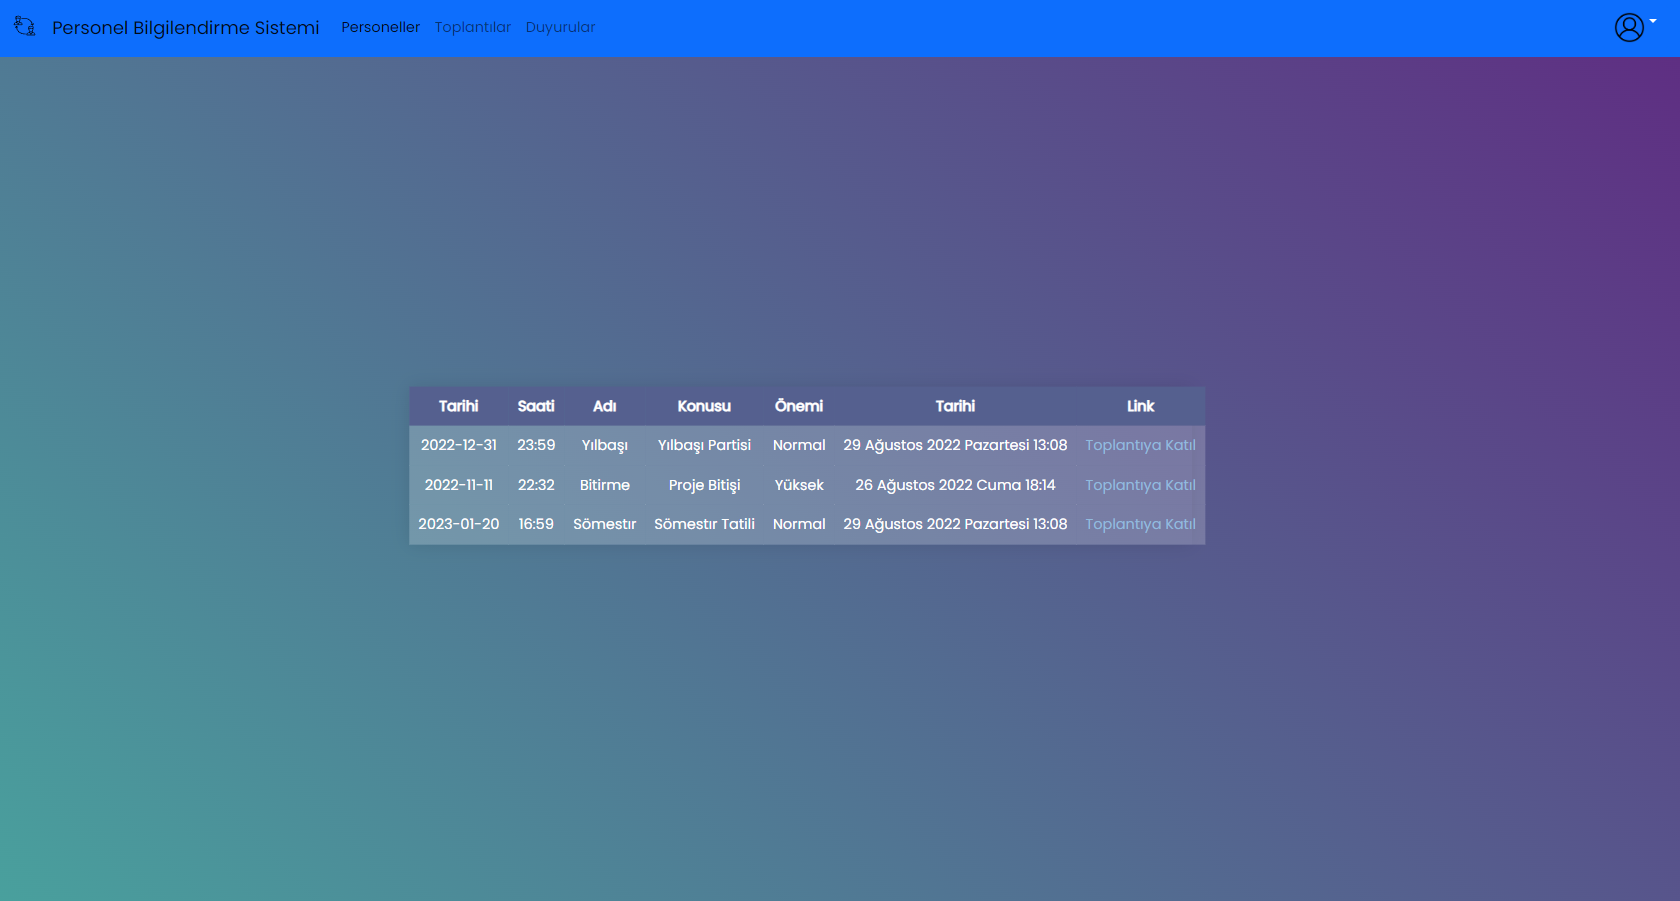 Personel Bilgilendirme Sistemi Personeller Toplantılar Duyurular
Tarihi Saati Adı Konusu Önemi Tarihi Link
2022-12-31 23:59 Yılbaşı Yılbaşı Partisi Normal 29 Ağustos 2022 Pazartesi 13:08 Toplantıya Katıl
2022-11-11 22:32 Bitirme Proje Bitişi Yüksek 26 Ağustos 2022 Cuma 18:14 Toplantıya Katıl
2023-01-20 16:59 Sömestır Sömestır Tatili Normal 29 Ağustos 2022 Pazartesi 13:08 Toplantıya Katıl